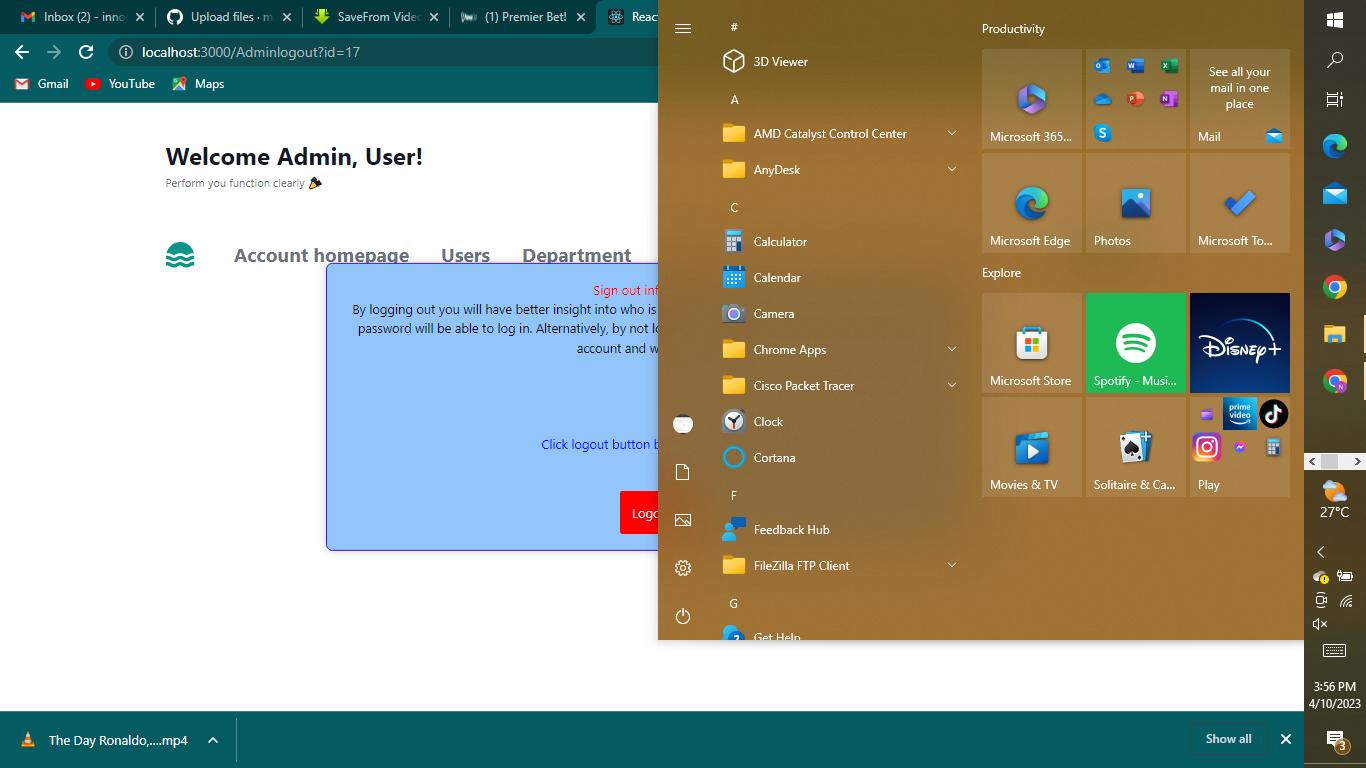 Inbox (2) - inno
Upload files · m
SaveFrom Video
(1) Premier Bet!
React
localhost:3000/Adminlogout?id=17
Gmail
YouTube
Maps
Welcome Admin, User!
Perform you function clearly
Account homepage
Users
Department
Sign out inf
By logging out you will have better insight into who is
password will be able to log in. Alternatively, by not lo
account and w
Click logout button b
Logo
#
3D Viewer
A
AMD Catalyst Control Center
AnyDesk
C
Calculator
Calendar
Camera
Chrome Apps
Cisco Packet Tracer
Clock
Cortana
F
Feedback Hub
FileZilla FTP Client
G
Get Help
Productivity
Microsoft 365...
See all your
mail in one
place
Mail
Microsoft Edge
Photos
Microsoft To...
Explore
Microsoft Store
Spotify - Musi...
Disney+
Movies & TV
Solitaire & Ca...
prime
video
Play
27°C
3:56 PM
4/10/2023
3
The Day Ronaldo,....mp4
Show all